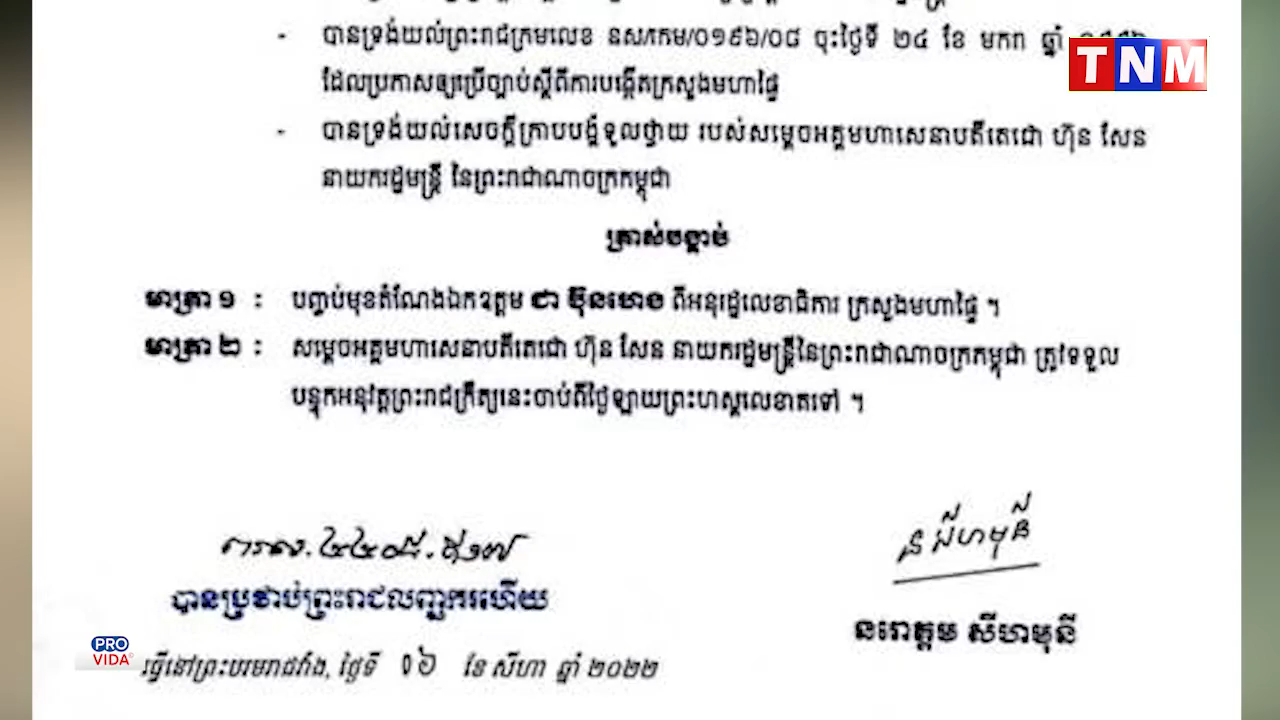 - បានទ្រង់យល់ព្រះរាជក្រមលេខ នស/រកម/០១៩៦/០៨ ចុះថ្ងៃទី ២៤ ខែ មករា ឆ្នាំ
ដែលប្រកាសឲ្យប្រើច្បាប់ស្តីពីការបង្កើតក្រសួងមហាផ្ទៃ
- បានទ្រង់យល់សេចក្តីក្រាបបង្គំទូលថ្វាយ របស់សម្តេចអគ្គមហាសេនាបតីតេជោ ហ៊ុន សែន
នាយករដ្ឋមន្ត្រី នៃព្រះរាជាណាចក្រកម្ពុជា
ត្រាស់បង្គាប់
មាត្រា ១ : បញ្ចប់មុខតំណែងឯកឧត្តម ជា ប៊ុនហេង ពីអនុរដ្ឋលេខាធិការ ក្រសួងមហាផ្ទៃ ។
មាត្រា ២ : សម្តេចអគ្គមហាសេនាបតីតេជោ ហ៊ុន សែន នាយករដ្ឋមន្ត្រីនៃព្រះរាជាណាចក្រកម្ពុជា ត្រូវទទួល
បន្ទុកអនុវត្តព្រះរាជក្រឹត្យនេះចាប់ពីថ្ងៃឡាយព្រះហស្តលេខាតទៅ ។
ន សីហមុនី
បានប្រថាប់ព្រះរាជលញ្ឆករហើយ
នរោត្តម សីហមុនី
ធ្វើនៅព្រះបរមរាជវាំង, ថ្ងៃទី ១៦ ខែ សីហា ឆ្នាំ ២០២២
TNM
PRO
VIDA